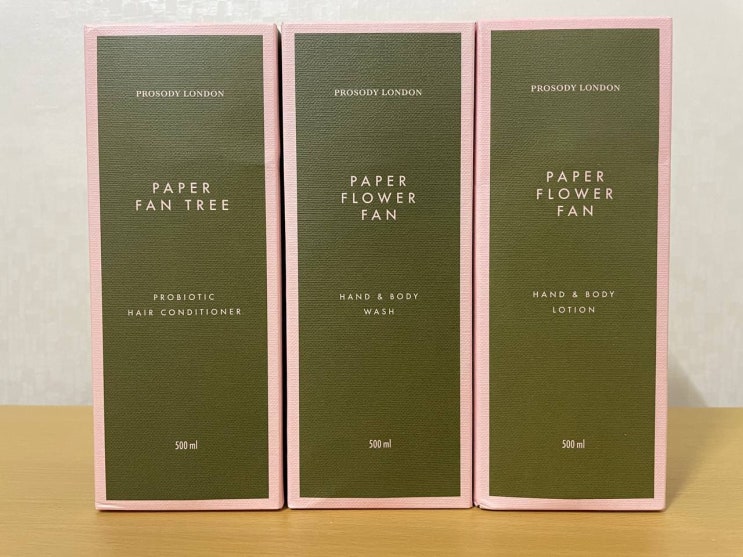 PROSODY LONDON
PAPER
FAN TREE
PROBIOTIC
HAIR CONDITIONER
500 ml
PROSODY LONDON
PAPER
FLOWER
FAN
HAND & BODY
WASH
500 ml
PROSODY LONDON
PAPER
FLOWER
FAN
HAND & BODY
LOTION
500 ml